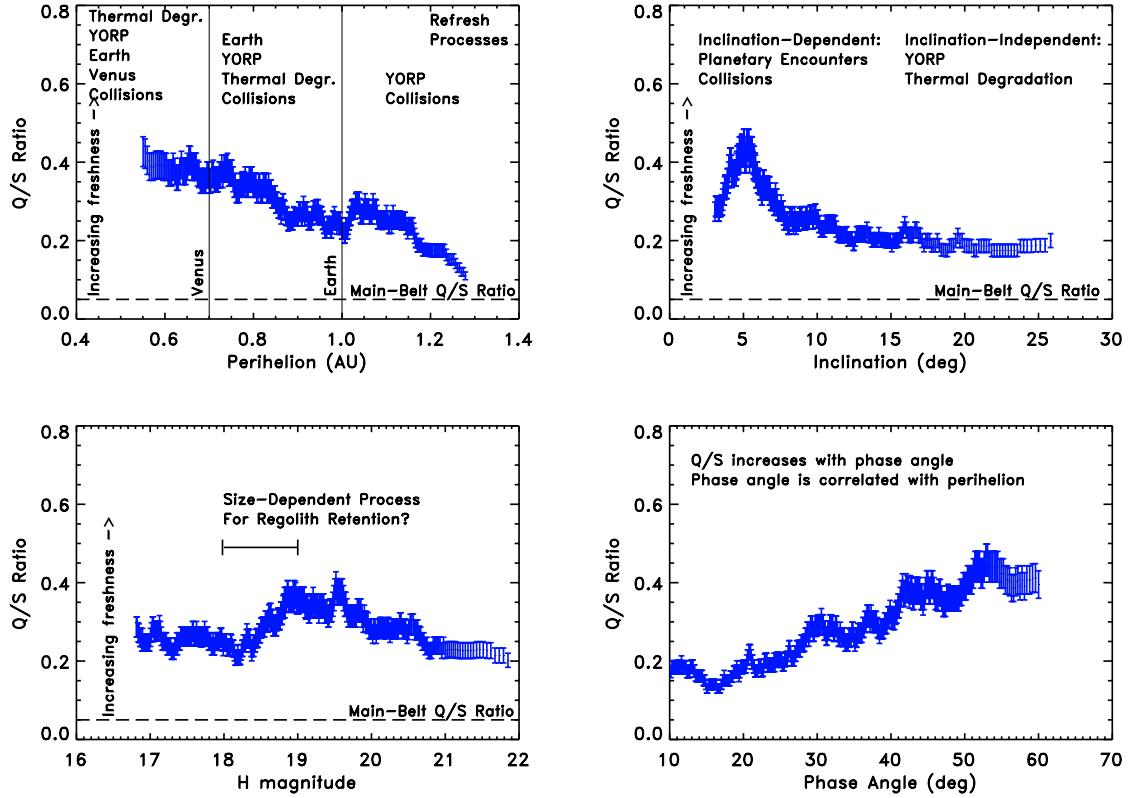 Thermal Degr.
YORP
Earth
Venus
Collisions
Earth
YORP
Thermal Degr.
Collisions
Refresh
Processes
YORP
Collisions
Increasing freshness -->
Venus
Earth
Main-Belt Q/S Ratio
Q/S Ratio
0.8
0.6
0.4
0.2
0.0
0.4 0.6 0.8 1.0 1.2 1.4
Perihelion (AU)
Inclination-Dependent:
Planetary Encounters
Collisions
Inclination-Independent:
YORP
Thermal Degradation
Increasing freshness -->
Main-Belt Q/S Ratio
Q/S Ratio
0.8
0.6
0.4
0.2
0.0
0 5 10 15 20 25 30
Inclination (deg)
Size-Dependent Process
For Regolith Retention?
Increasing freshness -->
Main-Belt Q/S Ratio
Q/S Ratio
0.8
0.6
0.4
0.2
0.0
16 17 18 19 20 21 22
H magnitude
Q/S increases with phase angle
Phase angle is correlated with perihelion
Q/S Ratio
0.8
0.6
0.4
0.2
0.0
10 20 30 40 50 60 70
Phase Angle (deg)